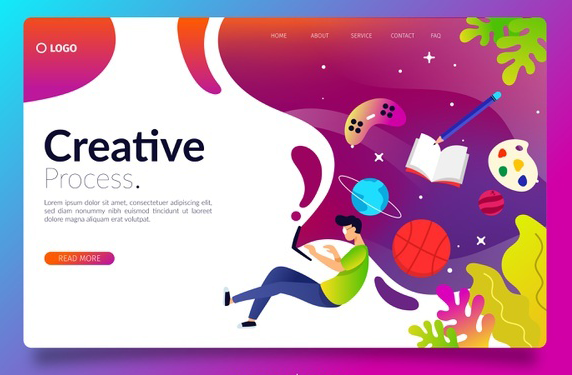 LOGO
HOME ABOUT SERVICE CONTACT FAQ
Creative
Process.
Lorem ipsum dolor sit amet, consectetuer adipiscing elit,
sed diam nonummy nibh euismod tincidunt ut laoreet
dolore magna aliquam erat volutpat.
READ MORE